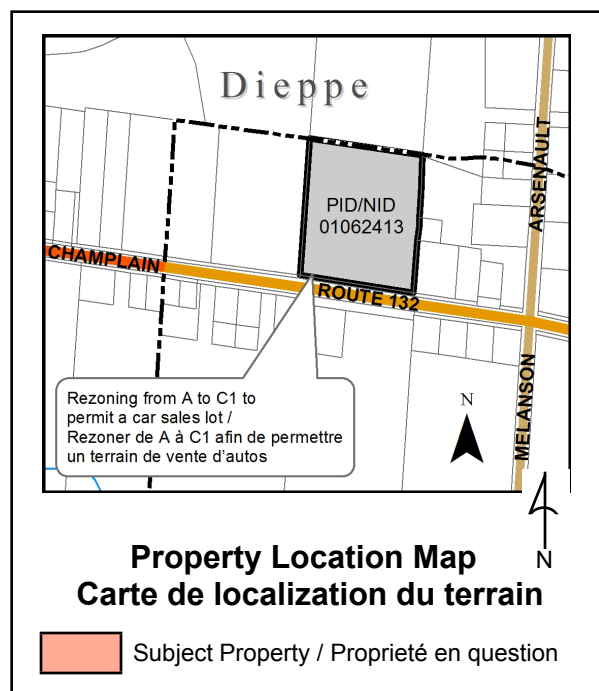 Dieppe
ARSENAULT
PID/NID
01062413
CHAMPLAIN
ROUTE 132
Rezoning from A to C1 to
permit a car sales lot /
Rezoner de A à C1 afin de permettre
un terrain de vente d'autos
N
MELANSON
N
Property Location Map
Carte de localization du terrain
Subject Property / Proprieté en question